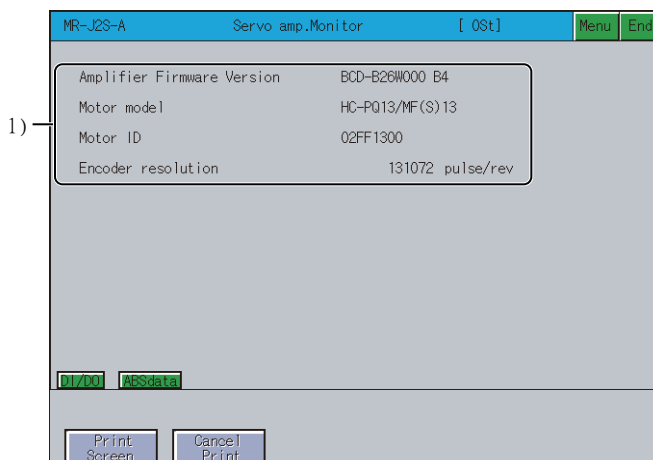 MR-J2S-A Servo amp.Monitor [ OSt] Menu End
1)
Amplifier Firmware Version BCD-B26W000 B4
Motor model HC-PQ13/MF(S)13
Motor ID 02FF1300
Encoder resolution 131072 pulse/rev
DI/DO ABSdata
Print Cancel
Screen Print